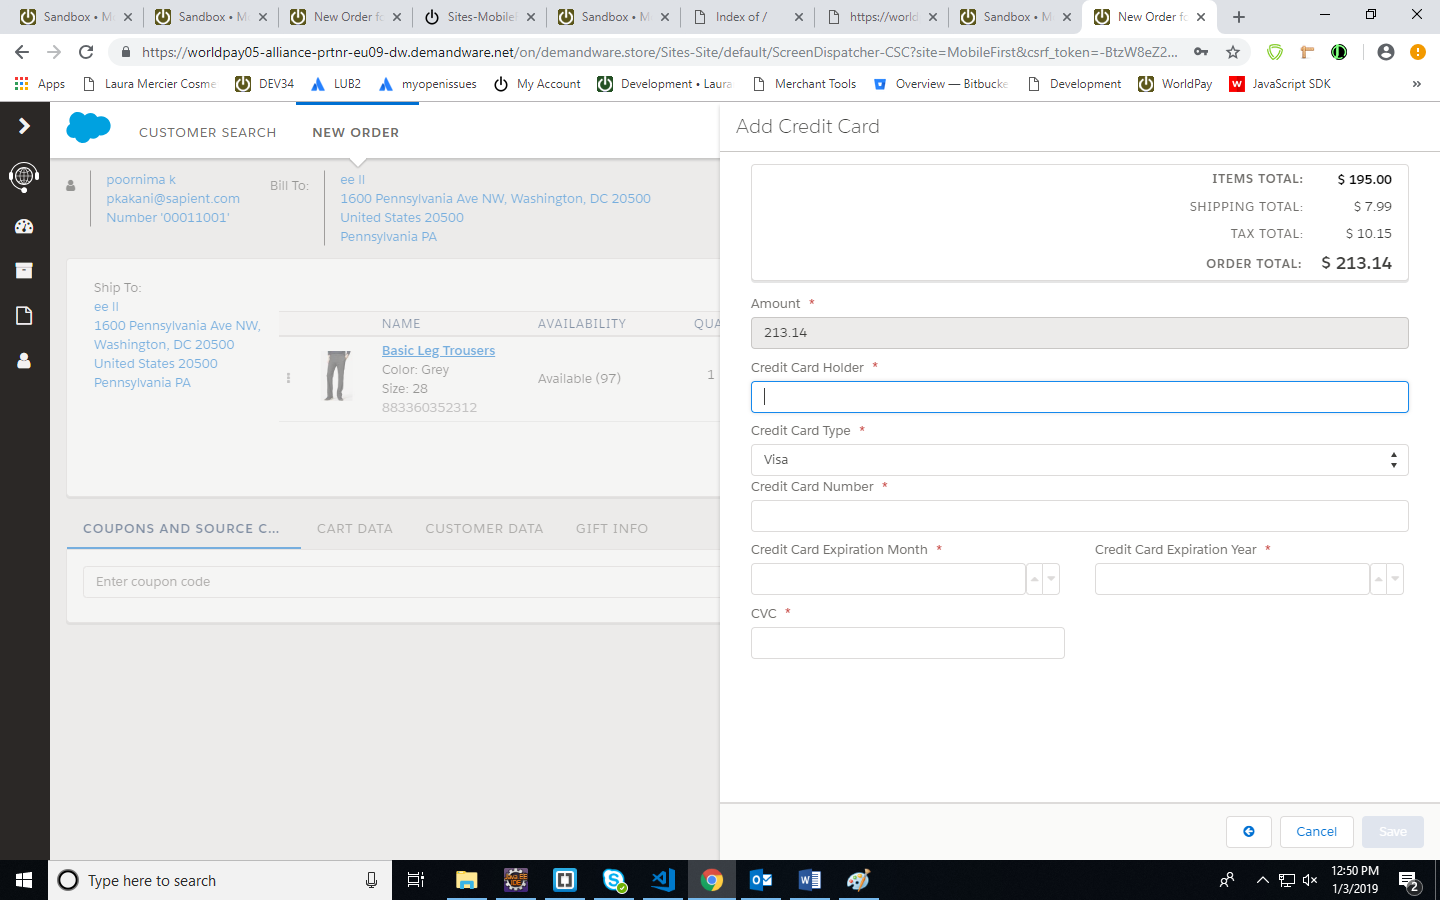 Sandbox • M
Sandbox • M
New Order fo
Sites-Mobile
Sandbox • M
Index of /
https://world
Sandbox • M
New Order fo
https://worldpay05-alliance-prtnr-eu09-dw.demandware.net/on/demandware.store/Sites-Site/default/ScreenDispatcher-CSC?site=MobileFirst&csrf_token=-BtzW8eZ2...
Apps
Laura Mercier Cosme
DEV34
LUB2
myopenissues
My Account
Development • Laura
Merchant Tools
Overview — Bitbucke
Development
WorldPay
JavaScript SDK
»
CUSTOMER SEARCH
NEW ORDER
poornima k
pkakani@sapient.com
Number '00011001'
Bill To:
ee ll
1600 Pennsylvania Ave NW, Washington, DC 20500
United States 20500
Pennsylvania PA
Ship To:
ee ll
1600 Pennsylvania Ave NW,
Washington, DC 20500
United States 20500
Pennsylvania PA
NAME AVAILABILITY QUA
Basic Leg Trousers
Color: Grey
Size: 28
883360352312
Available (97)
1
COUPONS AND SOURCE C...
CART DATA
CUSTOMER DATA
GIFT INFO
Enter coupon code
Add Credit Card
ITEMS TOTAL: $ 195.00
SHIPPING TOTAL: $ 7.99
TAX TOTAL: $ 10.15
ORDER TOTAL: $ 213.14
Amount *
213.14
Credit Card Holder *
Credit Card Type *
Visa
Credit Card Number *
Credit Card Expiration Month *
Credit Card Expiration Year *
CVC *
Cancel
Save
Type here to search
12:50 PM
1/3/2019
2